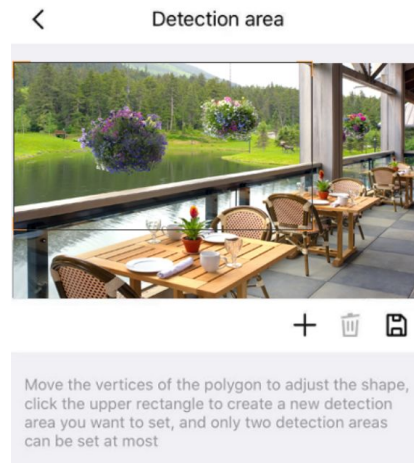 Detection area
Move the vertices of the polygon to adjust the shape,
click the upper rectangle to create a new detection
area you want to set, and only two detection areas
can be set at most